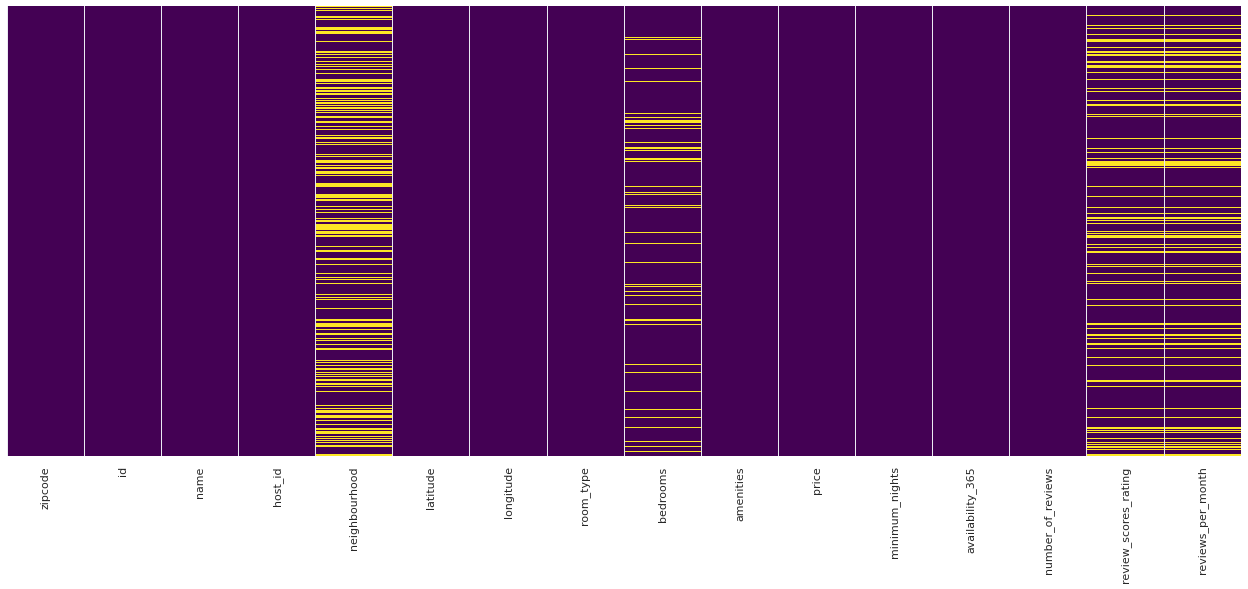 zipcode
id
name
host_id
neighbourhood
latitude
longitude
room_type
bedrooms
amenities
price
minimum_nights
availability_365
number_of_reviews
review_scores_rating
reviews_per_month